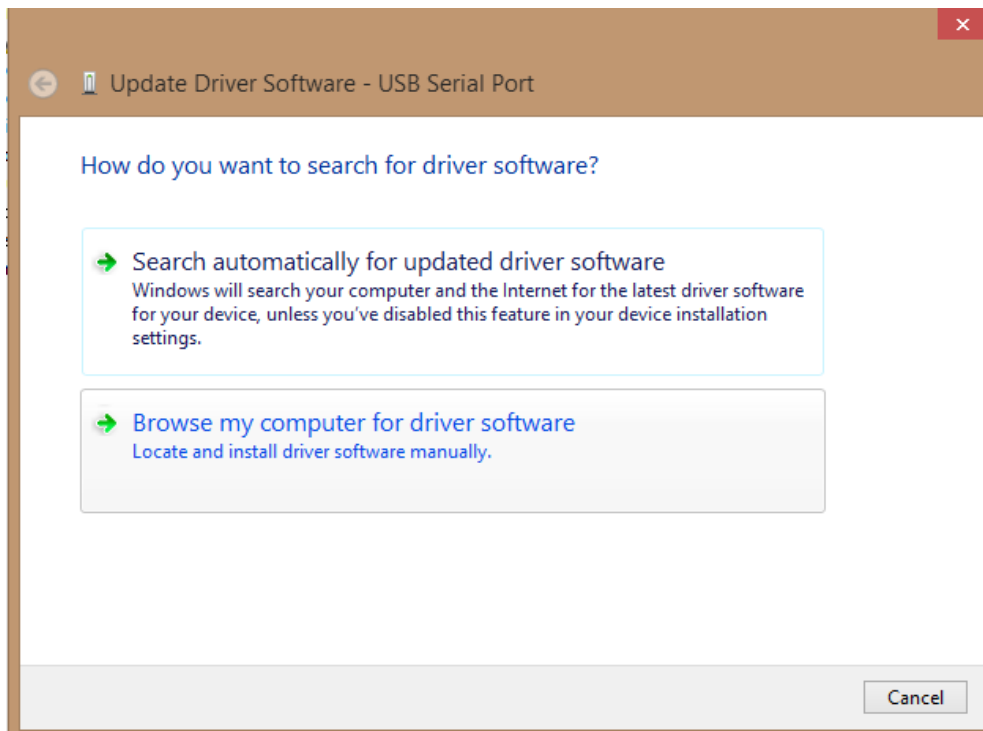 Update Driver Software - USB Serial Port
How do you want to search for driver software?
Search automatically for updated driver software
Windows will search your computer and the Internet for the latest driver software
for your device, unless you've disabled this feature in your device installation
settings.
Browse my computer for driver software
Locate and install driver software manually.
Cancel